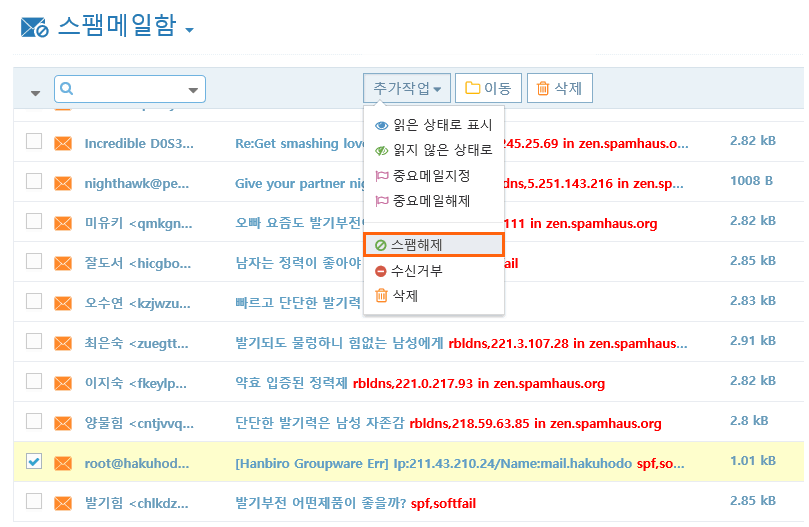 스팸메일함
추가작업 이동 삭제
읽은 상태로 표시
읽지 않은 상태로
중요메일지정
중요메일해제
스팸해제
수신거부
삭제
Incredible D0S3... Re:Get smashing lov 245.25.69 in zen.spamhaus.o... 2.82 kB
nighthawk@pe... Give your partner nig ldns,5.251.143.216 in zen.sp... 1008 B
미유키 <qmkgn... 오빠 요즘도 발기부전 111 in zen.spamhaus.org 2.82 kB
잘도서 <hicgbo... 남자는 정력이 좋아야 fail 2.85 kB
오수연 <kzjwzu... 빠르고 단단한 발기력 2.83 kB
최은숙 <zuegtt... 발기되도 물렁하니 힘없는 남성에게 rbldns,221.3.107.28 in zen.spamhaus... 2.91 kB
이지숙 <fkeylp... 약효 입증된 정력제 rbldns,221.0.217.93 in zen.spamhaus.org 2.82 kB
양물힘 <cntjvvq... 단단한 발기력은 남성 자존감 rbldns,218.59.63.85 in zen.spamhaus.org 2.8 kB
root@hakuhod... [Hanbiro Groupware Err] Ip:211.43.210.24/Name:mail.hakuhodo spf,so... 1.01 kB
발기힘 <chlkdz... 발기부전 어떤제품이 좋을까? spf,softfail 2.85 kB